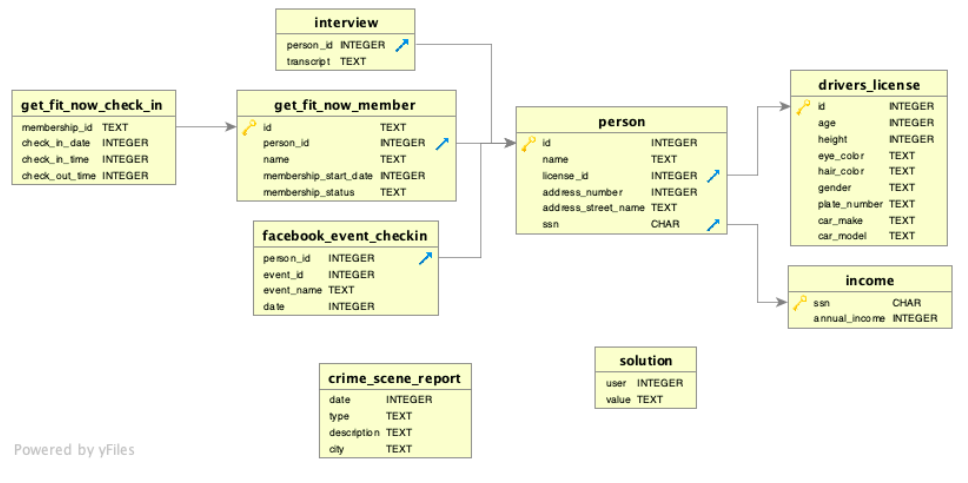 interview
person_id INTEGER
transcript TEXT
get_fit_now_check_in
membership_id TEXT
check_in_date INTEGER
check_in_time INTEGER
check_out_time INTEGER
get_fit_now_member
id TEXT
person_id INTEGER
name TEXT
membership_start_date INTEGER
membership_status TEXT
facebook_event_checkin
person_id INTEGER
event_id INTEGER
event_name TEXT
date INTEGER
person
id INTEGER
name TEXT
license_id INTEGER
address_number INTEGER
address_street_name TEXT
ssn CHAR
drivers_license
id INTEGER
age INTEGER
height INTEGER
eye_color TEXT
hair_color TEXT
gender TEXT
plate_number TEXT
car_make TEXT
car_model TEXT
income
ssn CHAR
annual_income INTEGER
crime_scene_report
date INTEGER
type TEXT
description TEXT
city TEXT
solution
user INTEGER
value TEXT
Powered by yFiles